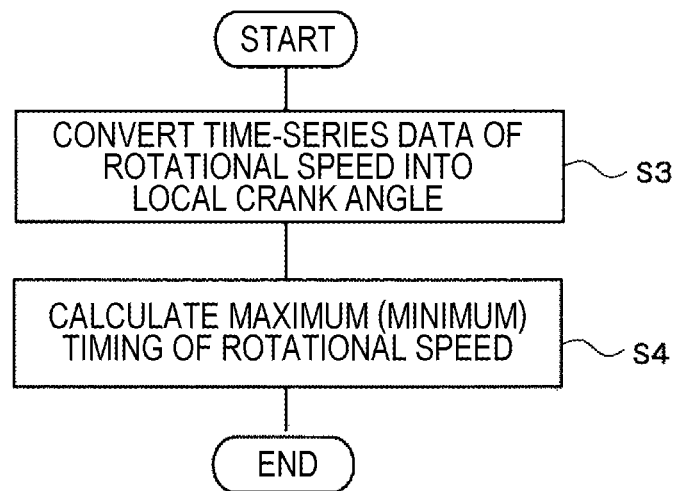 START
CONVERT TIME-SERIES DATA OF
ROTATIONAL SPEED INTO
LOCAL CRANK ANGLE
S3
CALCULATE MAXIMUM (MINIMUM)
TIMING OF ROTATIONAL SPEED
S4
END